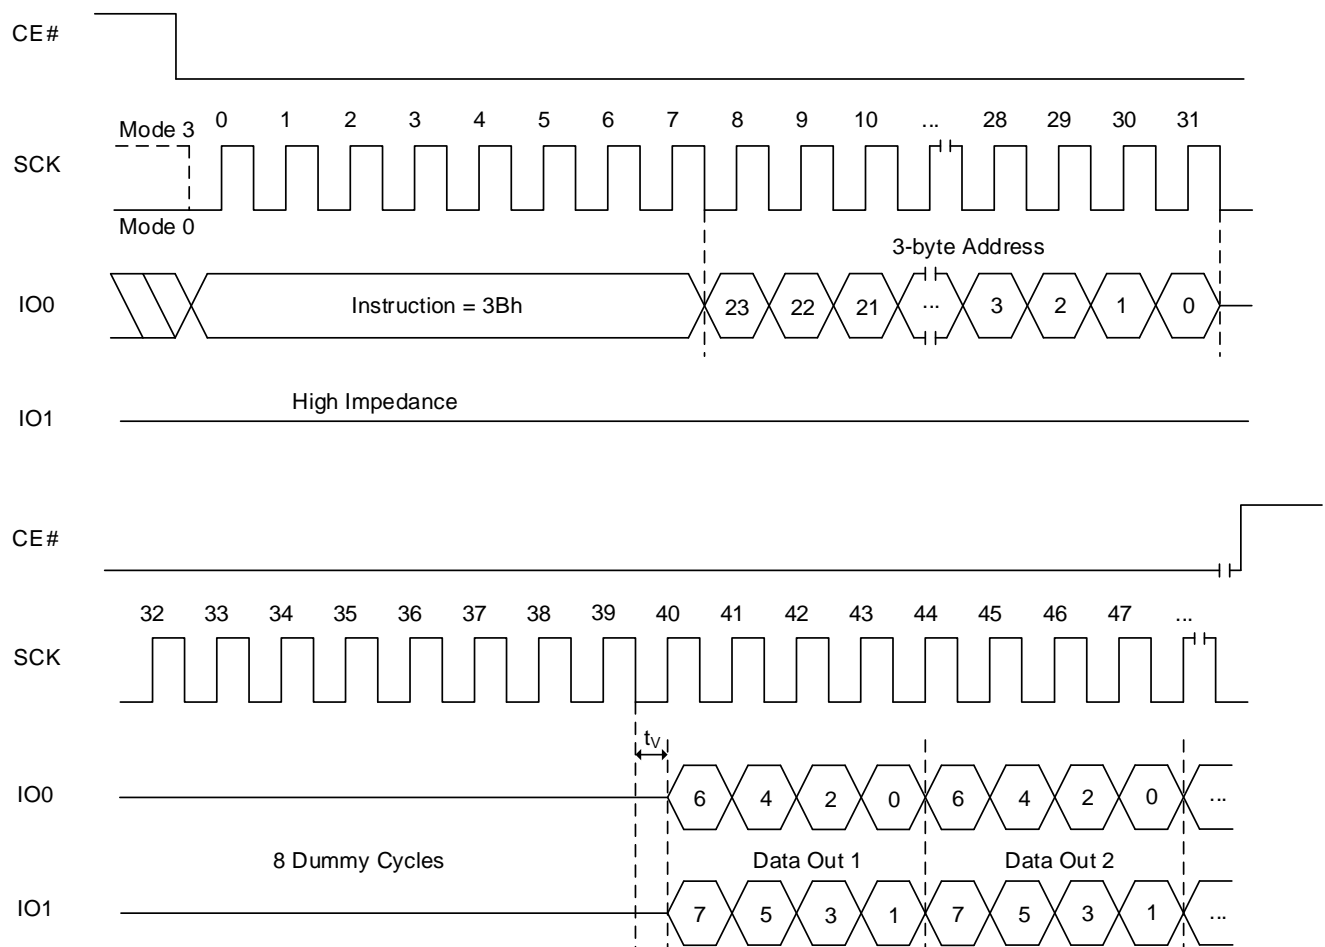 CE#
Mode 3 0 1 2 3 4 5 6 7 8 9 10 ... 28 29 30 31
SCK
Mode 0
3-byte Address
IO0 Instruction = 3Bh 23 22 21 ... 3 2 1 0
High Impedance
IO1
CE#
32 33 34 35 36 37 38 39 40 41 42 43 44 45 46 47 ...
SCK
tV
IO0 6 4 2 0 6 4 2 0 ...
8 Dummy Cycles Data Out 1 Data Out 2
IO1 7 5 3 1 7 5 3 1 ...